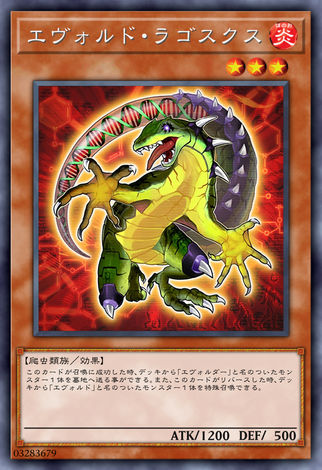 エヴォルド・ラゴスクス
炎
ほのお
【爬虫類族／効果】
このカードが召喚に成功した時、デッキから「エヴォルダー」と名のついたモン
スター１体を墓地へ送る事ができる。また、このカードがリバースした時、デッ
キから「エヴォルド」と名のついたモンスター１体を特殊召喚できる。
ATK/1200 DEF/ 500
03283679